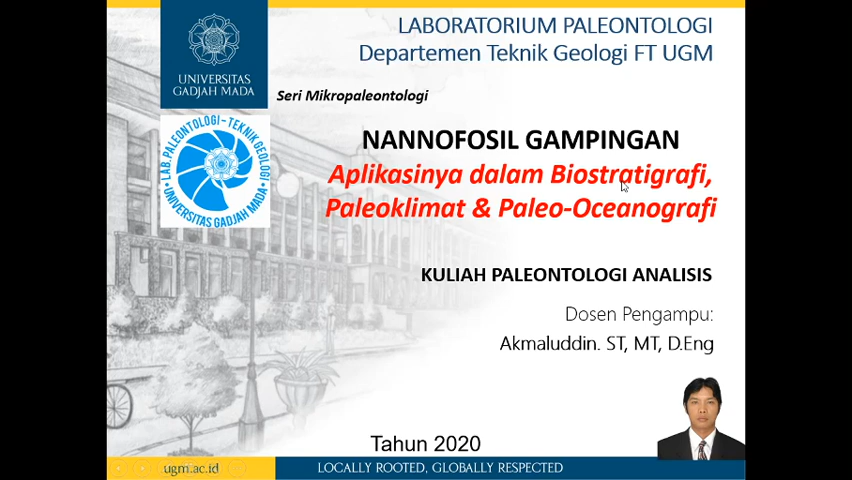 LABORATORIUM PALEONTOLOGI
Departemen Teknik Geologi FT UGM
UNIVERSITAS
GADJAH MADA
Seri Mikropaleontologi
LAB. PALEONTOLOGI - TEKNIK GEOLOGI
UNIVERSITAS GADJAH MADA
NANNOFOSIL GAMPINGAN
Aplikasinya dalam Biostratigrafi,
Paleoklimat & Paleo-Oceanografi
KULIAH PALEONTOLOGI ANALISIS
Dosen Pengampu:
Akmaluddin. ST, MT, D.Eng
Tahun 2020
ugm.ac.id
LOCALLY ROOTED, GLOBALLY RESPECTED